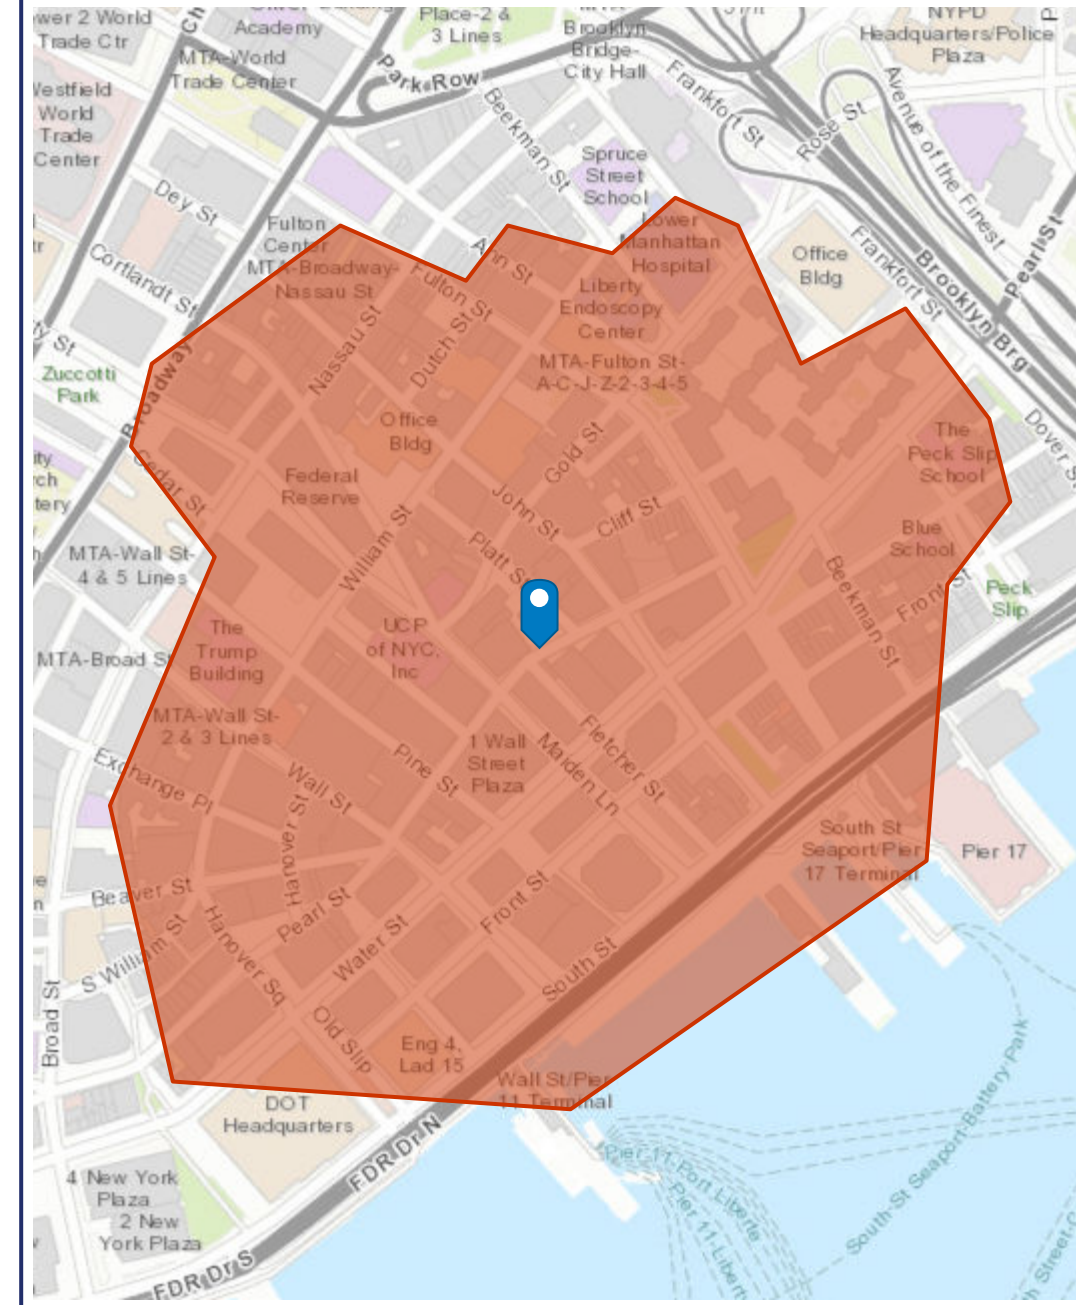 Trade Ctr
Academy
Place-2 &
3 Lines
Brooklyn
Bridge-
City Hall
NYPD
Headquarters/Police
Plaza
MTA-World
Trade Center
Park Row
Westfield
World
Trade
Center
Beekman St
Frankfort St
Rose St
Avenue of the Finest
Spruce
Street
School
Dey St
Fulton
Center
MTA-Broadway-
Nassau St
Ann St
Lower
Manhattan
Hospital
Office
Bldg
Frankfort St
Brooklyn Brg
Pearl St
Cortlandt St
Fulton St
Liberty
Endoscopy
Center
Nassau St
Dutch St
MTA-Fulton St-
A-C-J-Z-2-3-4-5
Zuccotti
Park
Broadway
Office
Bldg
Gold St
The
Peck Slip
School
Dover St
Cedar St
Federal
Reserve
John St
Cliff St
William St
Platt St
Blue
School
MTA-Wall St-
4 & 5 Lines
Beekman St
Front St
Peck
Slip
The
Trump
Building
UCP
of NYC,
Inc
MTA-Broad St
MTA-Wall St-
2 & 3 Lines
Exchange Pl
Wall St
Pine St
1 Wall
Street
Plaza
Maiden Ln
Fletcher St
Hanover St
South St
Seaport/Pier
17 Terminal
Pier 17
Beaver St
Pearl St
Front St
S William St
Hanover Sq
Water St
South St
Broad St
Old Slip
Eng 4,
Lad 15
Wall St/Pier
11 Terminal
DOT
Headquarters
FDR Dr N
Pier 11-Port Liberte
Pier 11-Libert
South St Seaport-Battery Park
4 New York
Plaza
2 New
York Plaza
FDR Dr S